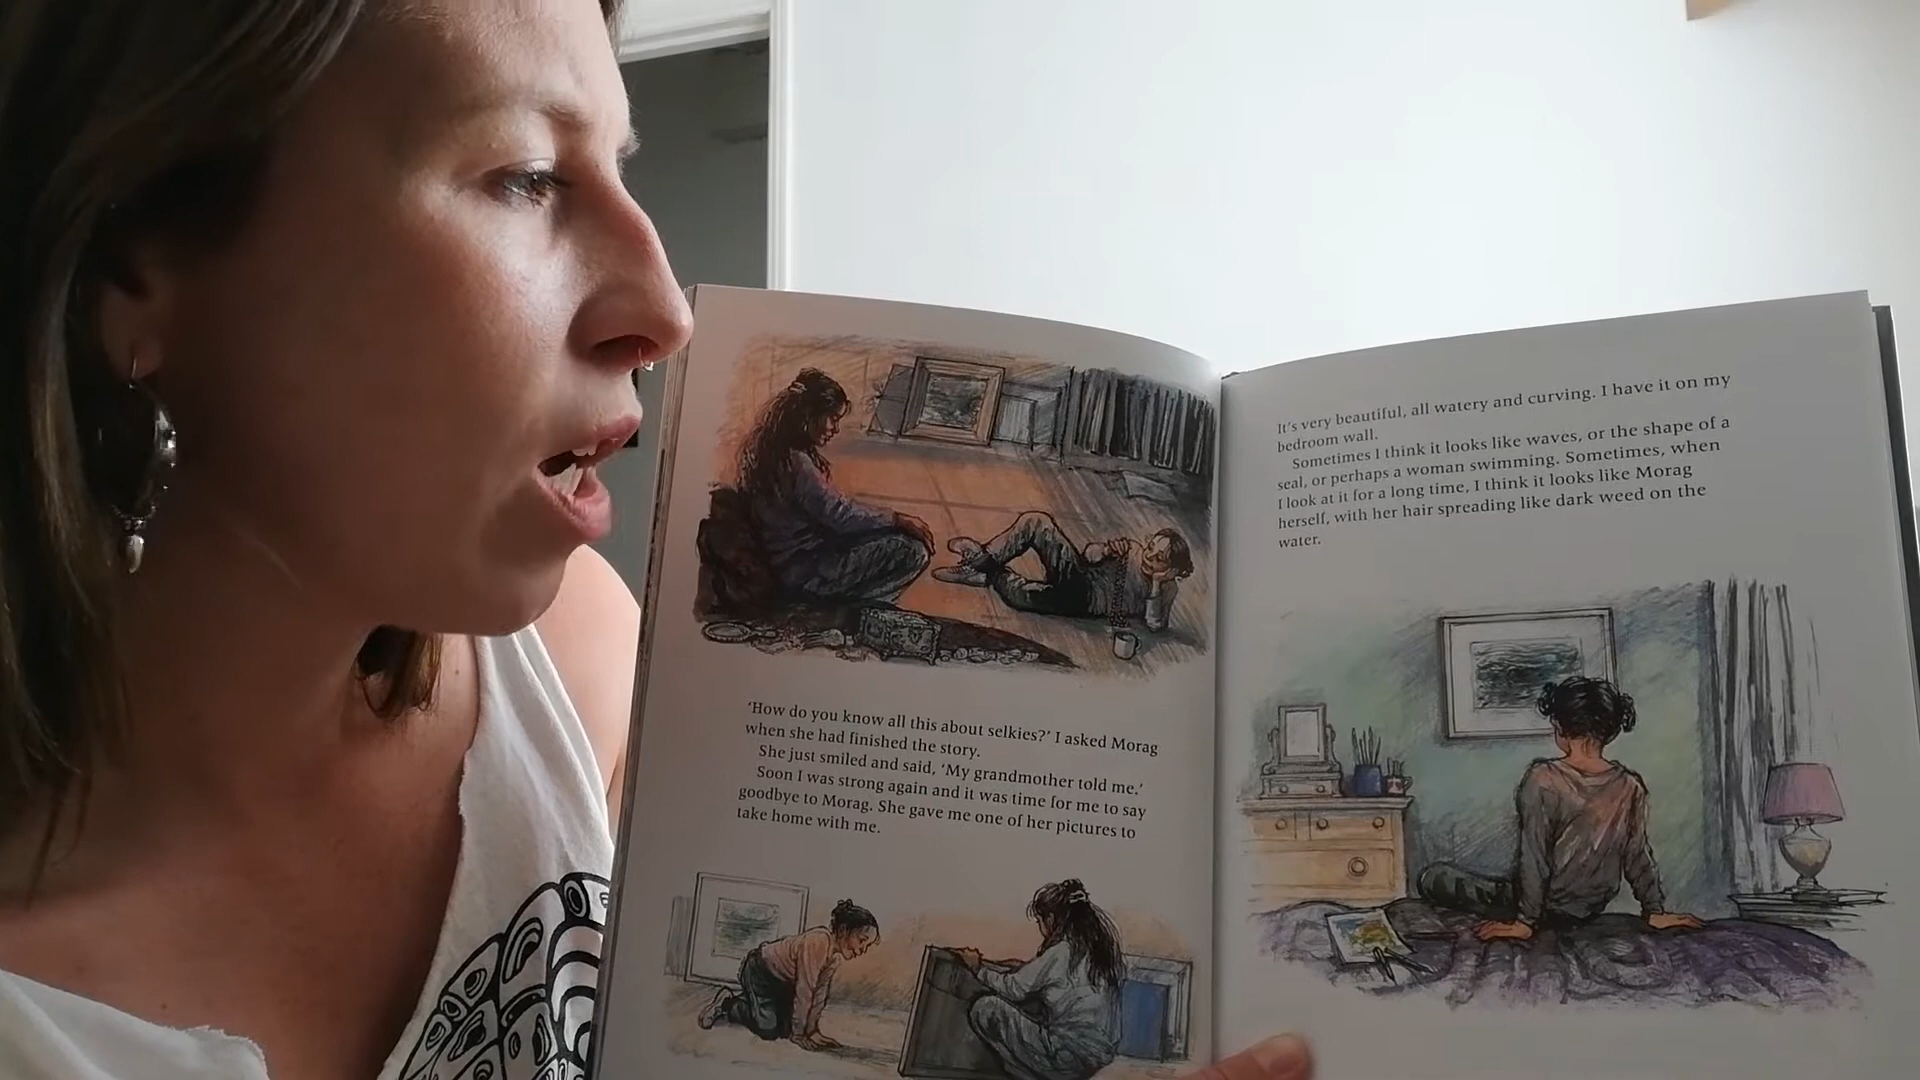 ‘How do you know all this about selkies?’ I asked Morag
when she had finished the story.
She just smiled and said, ‘My grandmother told me.’
Soon I was strong again and it was time for me to say
goodbye to Morag. She gave me one of her pictures to
take home with me.
It’s very beautiful, all watery and curving. I have it on my
bedroom wall.
Sometimes I think it looks like waves, or the shape of a
seal, or perhaps a woman swimming. Sometimes, when
I look at it for a long time, I think it looks like Morag
herself, with her hair spreading like dark weed on the
water.